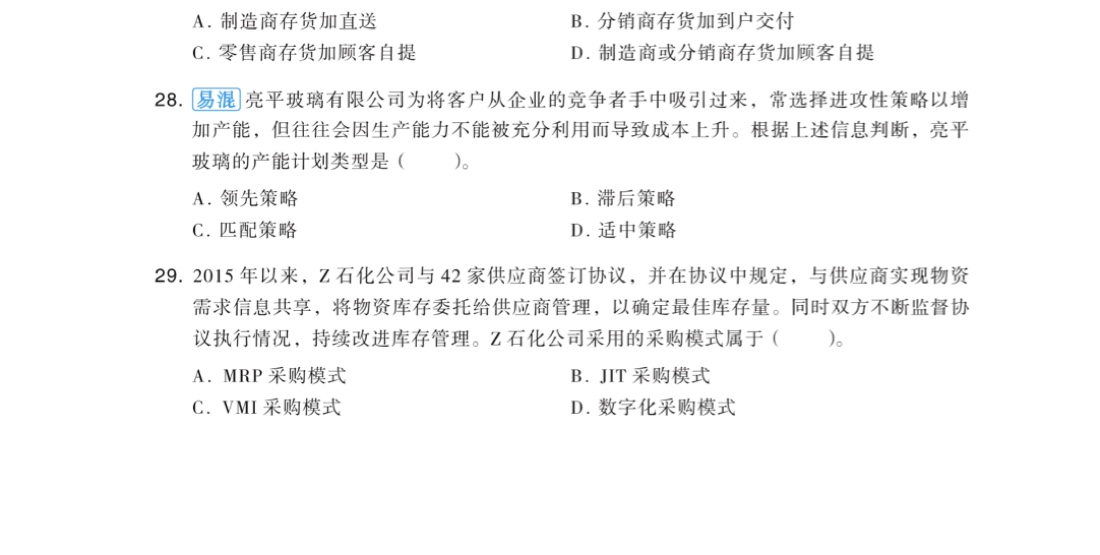 A. 制造商存货加直送
B. 分销商存货加到户交付
C. 零售商存货加顾客自提
D. 制造商或分销商存货加顾客自提
28. 易混 亮平玻璃有限公司为将客户从企业的竞争者手中吸引过来，常选择进攻性策略以增
加产能，但往往会因生产能力不能被充分利用而导致成本上升。根据上述信息判断，亮平
玻璃的产能计划类型是（　　）。
A. 领先策略
B. 滞后策略
C. 匹配策略
D. 适中策略
29. 2015 年以来，Z 石化公司与 42 家供应商签订协议，并在协议中规定，与供应商实现物资
需求信息共享，将物资库存委托给供应商管理，以确定最佳库存量。同时双方不断监督协
议执行情况，持续改进库存管理。Z 石化公司采用的采购模式属于（　　）。
A. MRP 采购模式
B. JIT 采购模式
C. VMI 采购模式
D. 数字化采购模式